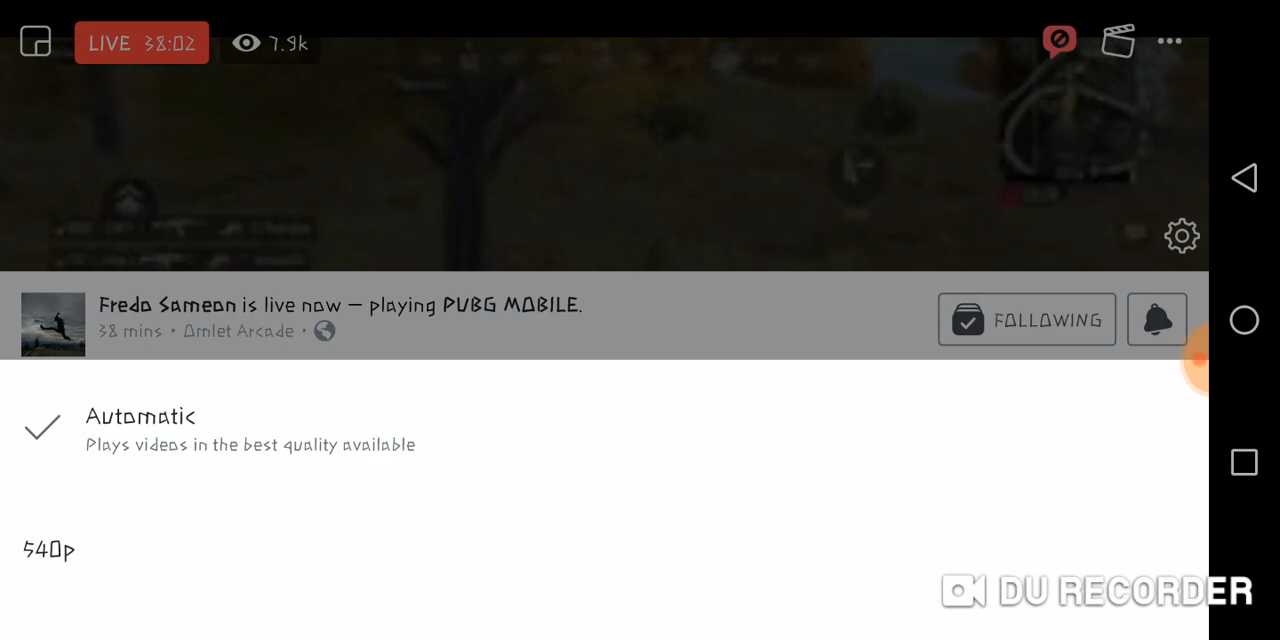 LIVE 38:02
7.9k
Fredo Sameon is live now — playing PUBG MOBILE.
38 mins · Omlet Arcade ·
FOLLOWING
Automatic
Plays videos in the best quality available
540p
DU RECORDER